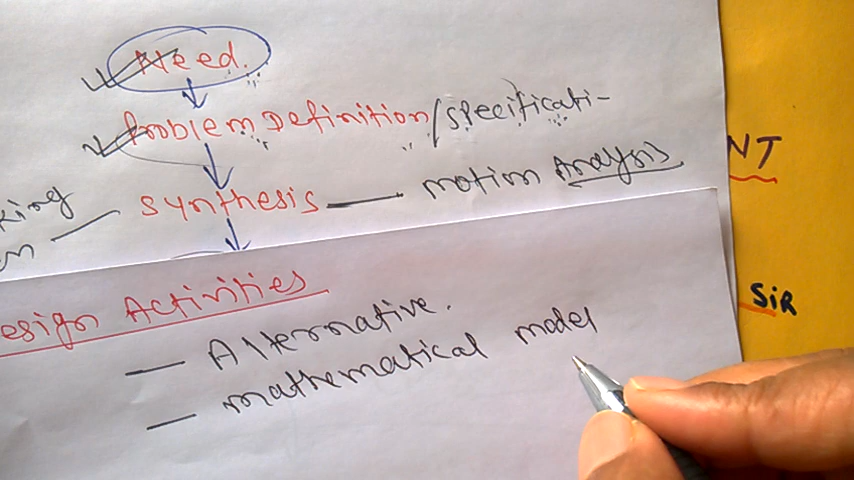 Need.
Problem Definition/specificati-
synthesis — motion Analysis
king
NT
esign Activities
SiR
— Alternative.
— mathematical model